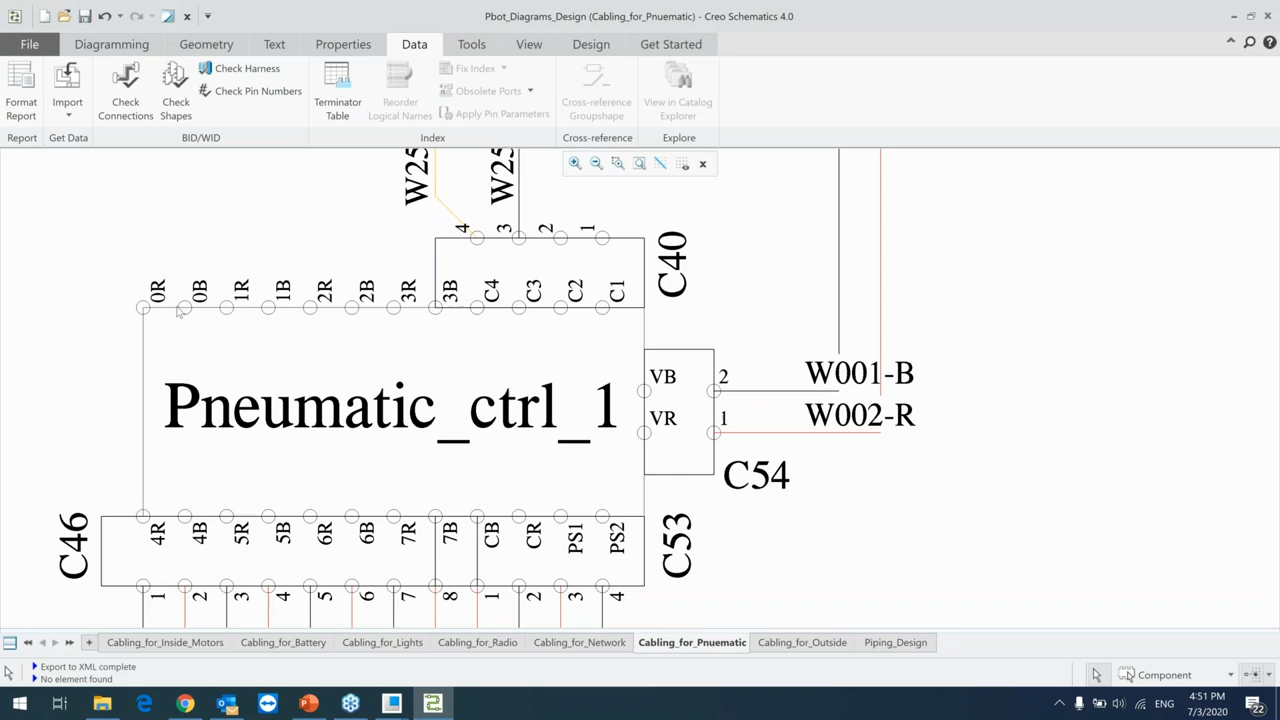 Pbot_Diagrams_Design (Cabling_for_Pnuematic) - Creo Schematics 4.0
File Diagramming Geometry Text Properties Data Tools View Design Get Started
Format Report
Import
Check Connections
Check Shapes
Check Harness
Check Pin Numbers
Terminator Table
Reorder Logical Names
Fix Index
Obsolete Ports
Apply Pin Parameters
Cross-reference Groupshape
View in Catalog Explorer
Report Get Data BID/WID Index Cross-reference Explore
W25 W25
4 3 2 1
C40
0R 0B 1R 1B 2R 2B 3R 3B C4 C3 C2 C1
Pneumatic_ctrl_1
VB 2 W001-B
VR 1 W002-R
C54
C46
4R 4B 5R 5B 6R 6B 7R 7B CB CR PS1 PS2
C53
1 2 3 4 5 6 7 8 1 2 3 4
Cabling_for_Inside_Motors Cabling_for_Battery Cabling_for_Lights Cabling_for_Radio Cabling_for_Network Cabling_for_Pnuematic Cabling_for_Outside Piping_Design
Export to XML complete
No element found
Component
ENG
4:51 PM
7/3/2020
22